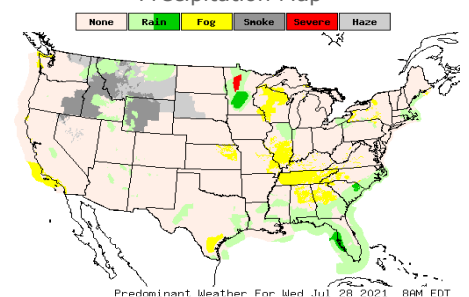 Precipitation Map
None Rain Fog Smoke Severe Haze
Predominant Weather For Wed Jul 28 2021 8AM EDT